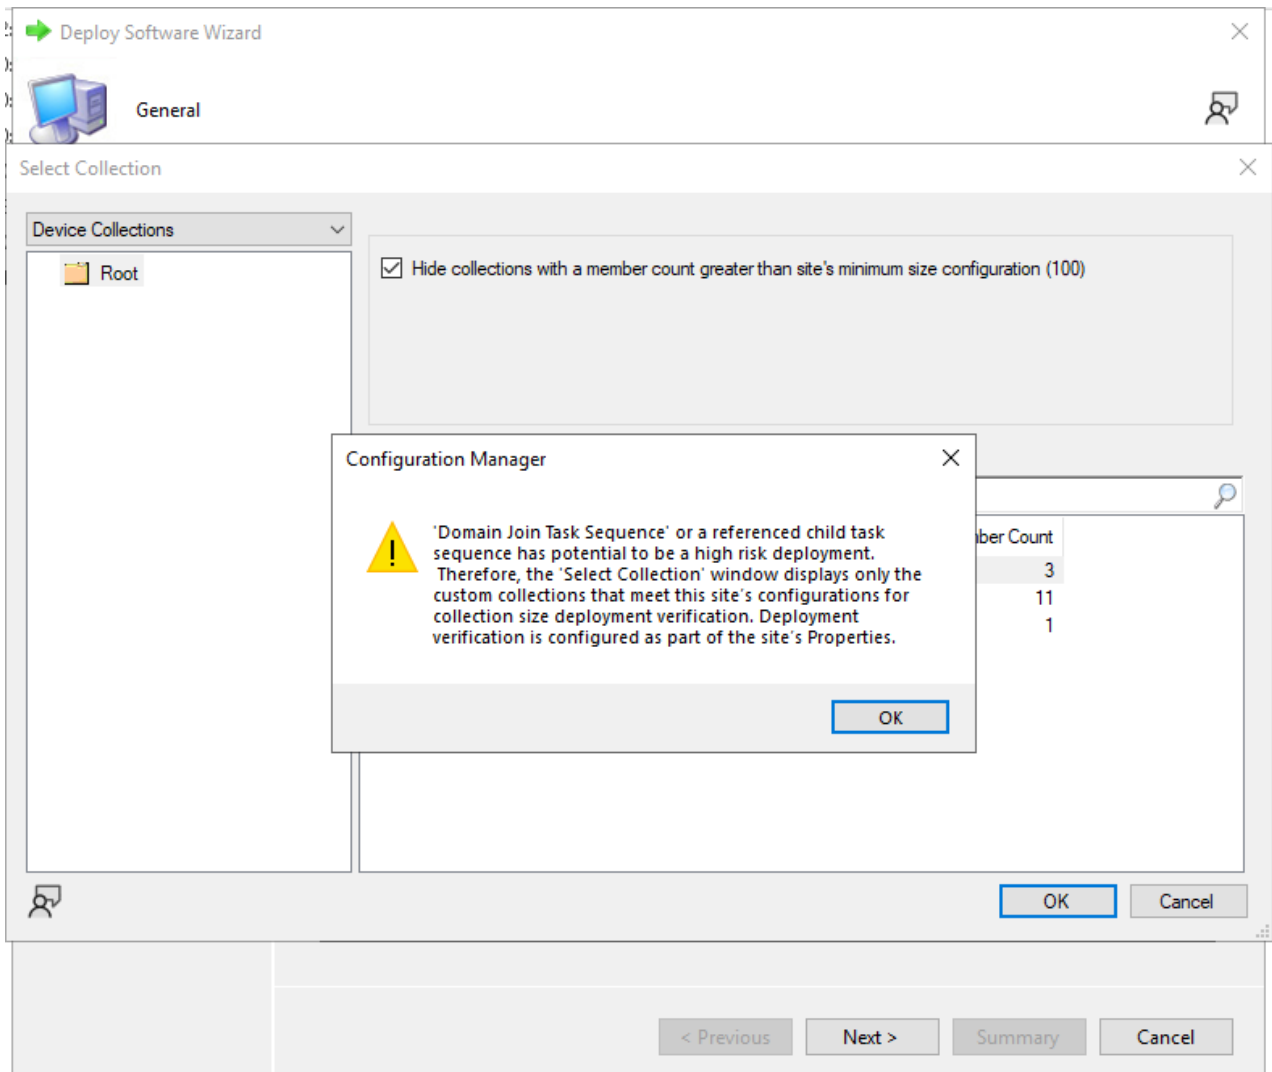 Deploy Software Wizard
General
Select Collection
Device Collections
Root
Hide collections with a member count greater than site's minimum size configuration (100)
Configuration Manager
'Domain Join Task Sequence' or a referenced child task
sequence has potential to be a high risk deployment.
Therefore, the 'Select Collection' window displays only the
custom collections that meet this site's configurations for
collection size deployment verification. Deployment
verification is configured as part of the site's Properties.
OK
Count
3
11
1
OK Cancel
< Previous Next > Summary Cancel